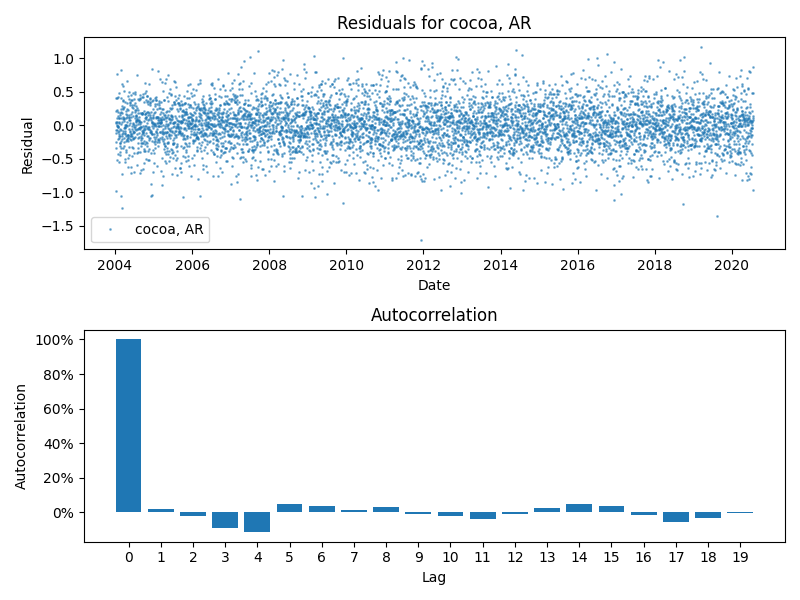 Residuals for cocoa, AR
1.0
0.5
0.0
−0.5
−1.0
−1.5
Residual
cocoa, AR
2004 2006 2008 2010 2012 2014 2016 2018 2020
Date
Autocorrelation
100%
80%
60%
40%
20%
0%
Autocorrelation
0 1 2 3 4 5 6 7 8 9 10 11 12 13 14 15 16 17 18 19
Lag